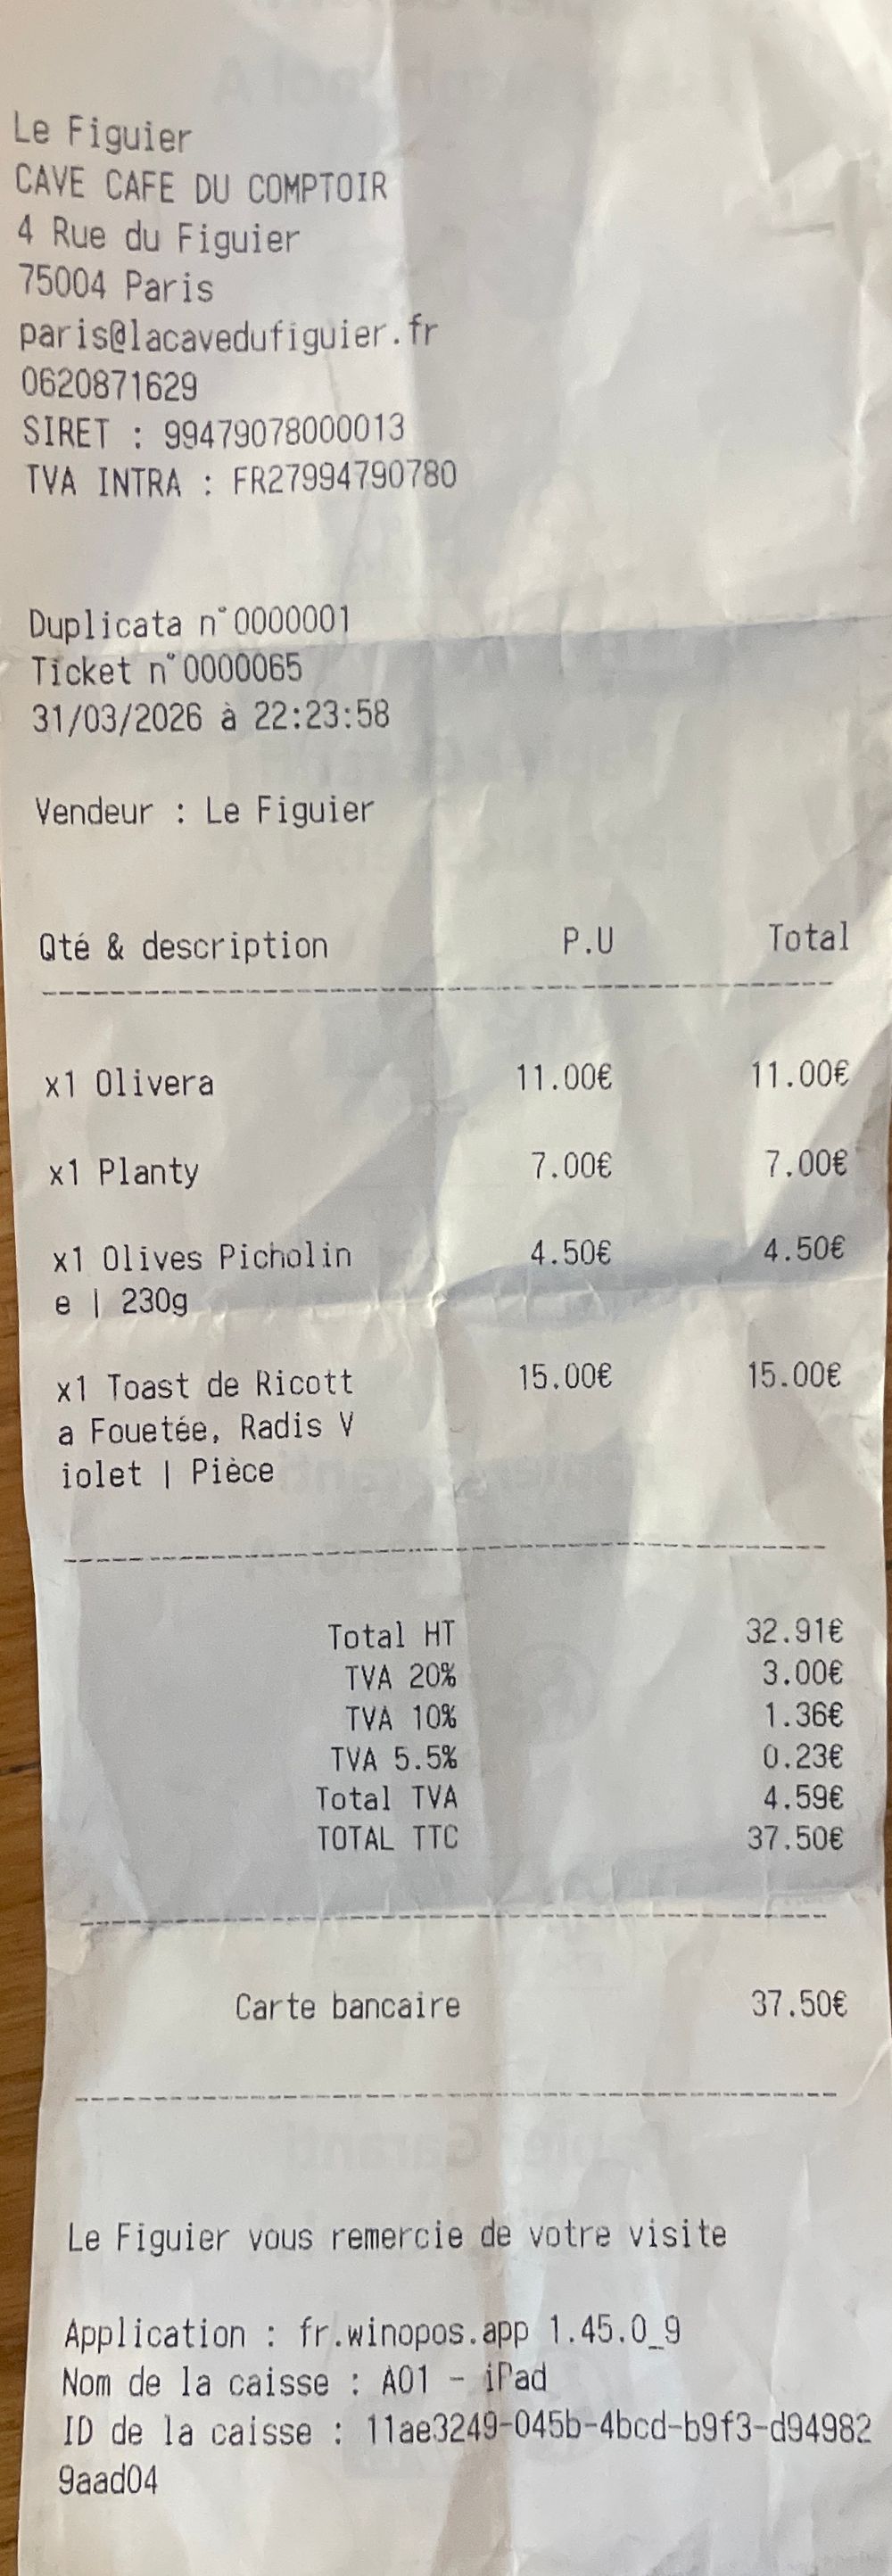 Le Figuier
CAVE CAFE DU COMPTOIR
4 Rue du Figuier
75004 Paris
paris@lacavedufiguier.fr
0620871629
SIRET : 99479078000013
TVA INTRA : FR27994790780
Duplicata n°0000001
Ticket n°0000065
31/03/2026 à 22:23:58
Vendeur : Le Figuier
Qté & description P.U Total
x1 Olivera 11.00€ 11.00€
x1 Planty 7.00€ 7.00€
x1 Olives Picholin 4.50€ 4.50€
e | 230g
x1 Toast de Ricott 15.00€ 15.00€
a Fouetée, Radis V
iolet | Pièce
Total HT 32.91€
TVA 20% 3.00€
TVA 10% 1.36€
TVA 5.5% 0.23€
Total TVA 4.59€
TOTAL TTC 37.50€
Carte bancaire 37.50€
Le Figuier vous remercie de votre visite
Application : fr.winopos.app 1.45.0_9
Nom de la caisse : A01 - iPad
ID de la caisse : 11ae3249-045b-4bcd-b9f3-d94982
9aad04